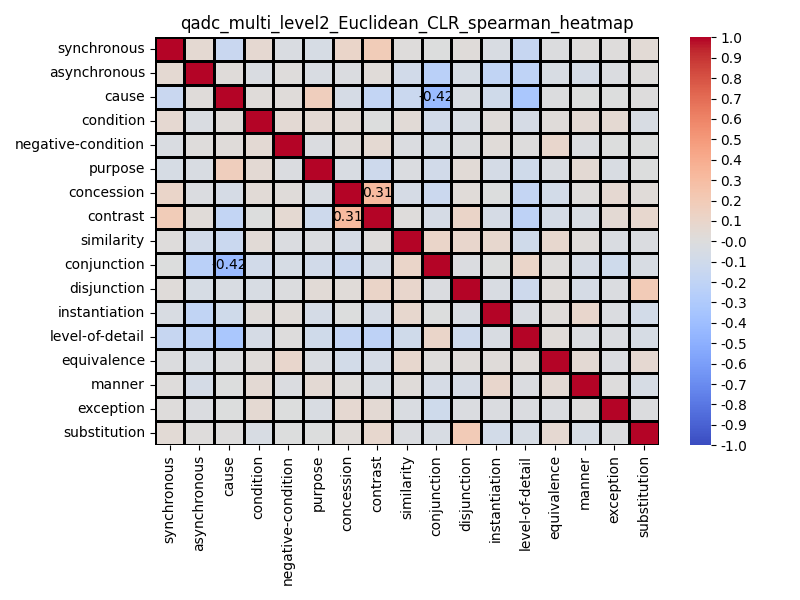 qadc_multi_level2_Euclidean_CLR_spearman_heatmap
synchronous
asynchronous
cause
condition
negative-condition
purpose
concession
contrast
similarity
conjunction
disjunction
instantiation
level-of-detail
equivalence
manner
exception
substitution
-0.42
0.31
0.31
-0.42
1.0
0.9
0.8
0.7
0.6
0.5
0.4
0.3
0.2
0.1
-0.0
-0.1
-0.2
-0.3
-0.4
-0.5
-0.6
-0.7
-0.8
-0.9
-1.0
synchronous
asynchronous
cause
condition
negative-condition
purpose
concession
contrast
similarity
conjunction
disjunction
instantiation
level-of-detail
equivalence
manner
exception
substitution